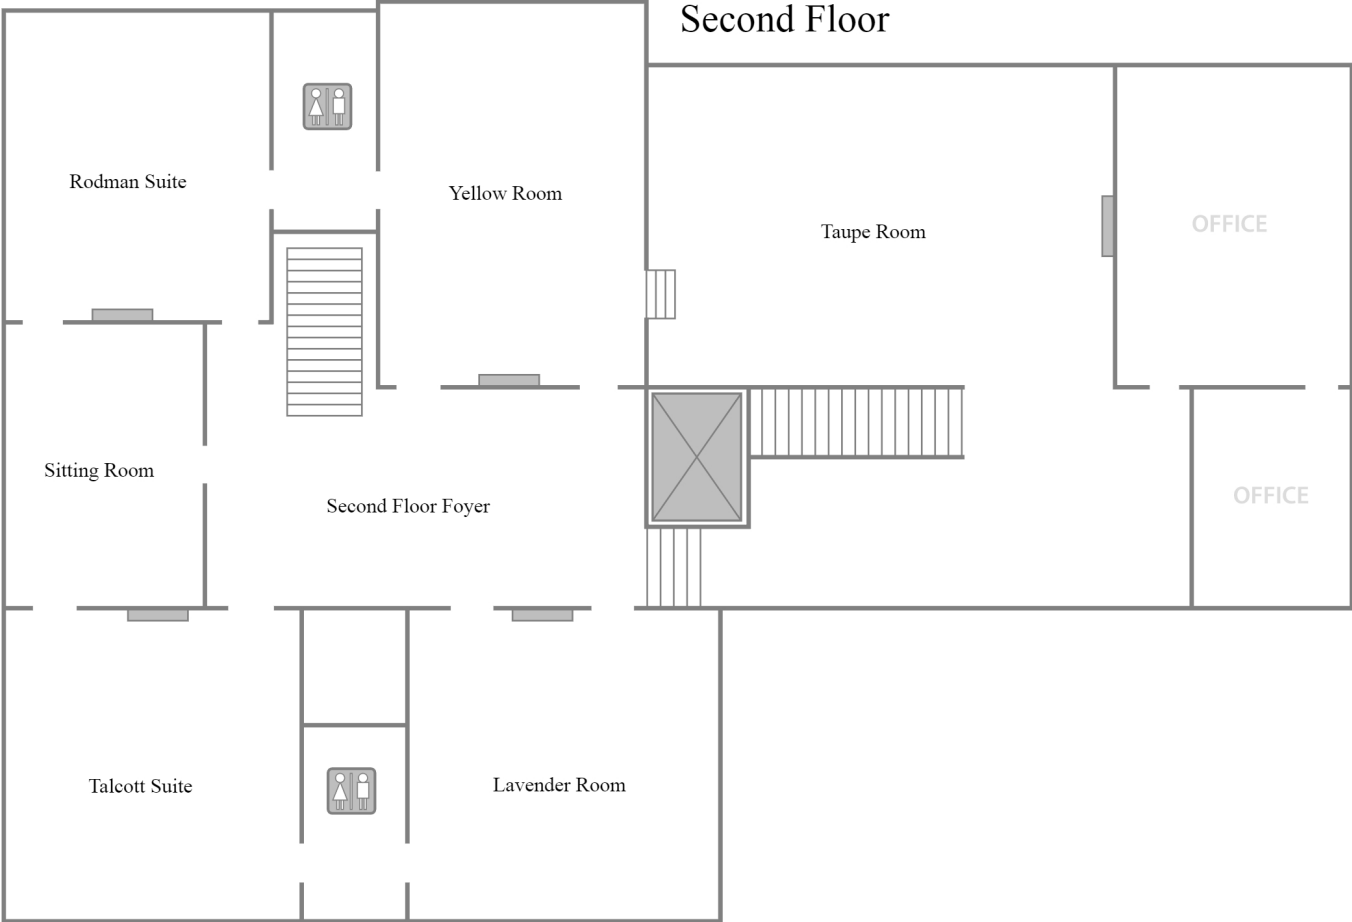 Second Floor
Rodman Suite
Yellow Room
Taupe Room
OFFICE
Sitting Room
Second Floor Foyer
OFFICE
Talcott Suite
Lavender Room